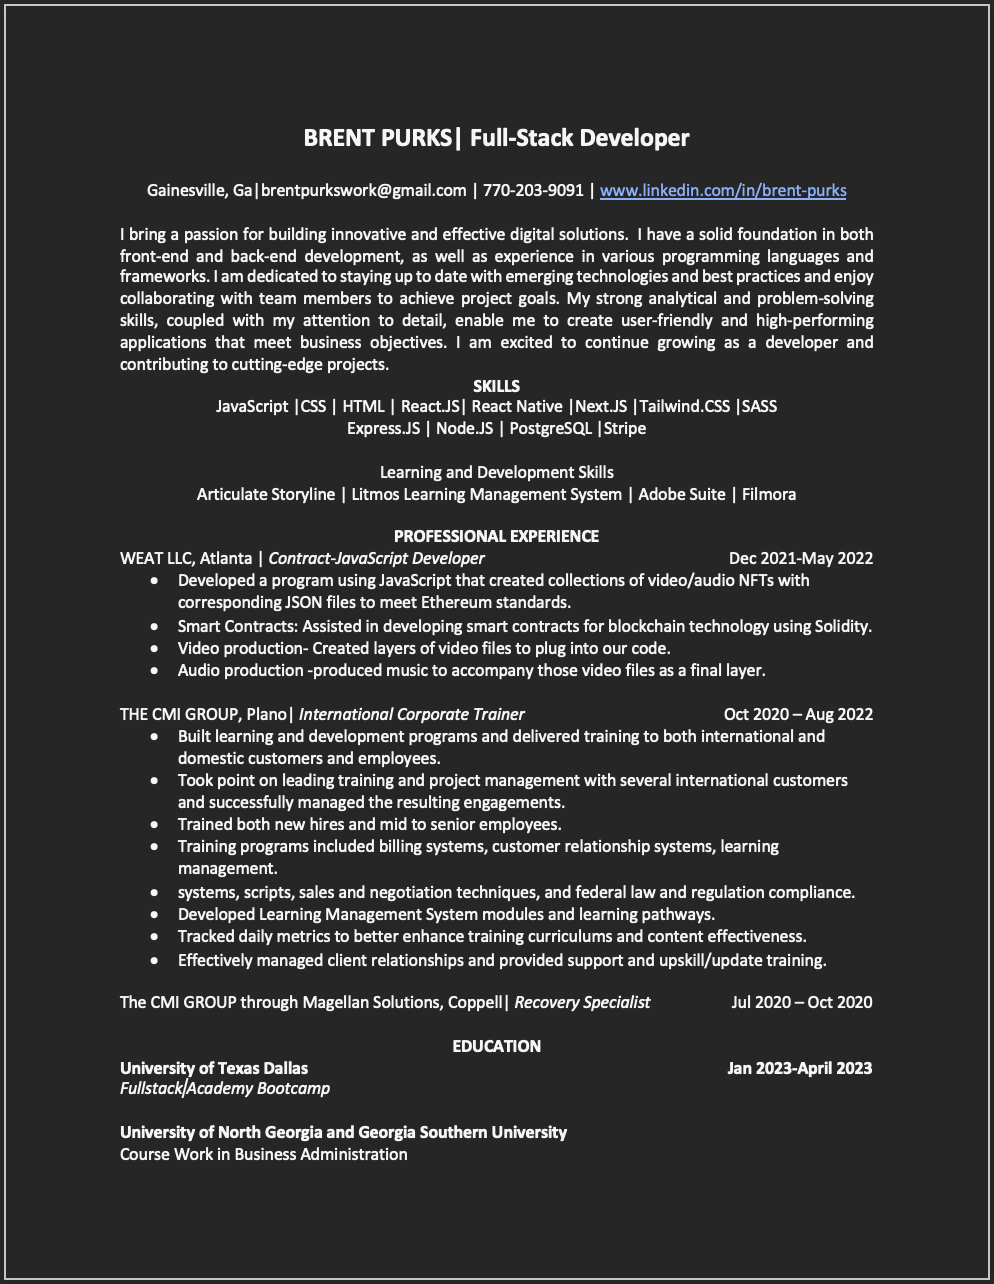 BRENT PURKS| Full-Stack Developer
Gainesville, Ga|brentpurkswork@gmail.com | 770-203-9091 | www.linkedin.com/in/brent-purks
I bring a passion for building innovative and effective digital solutions. I have a solid foundation in both
front-end and back-end development, as well as experience in various programming languages and
frameworks. I am dedicated to staying up to date with emerging technologies and best practices and enjoy
collaborating with team members to achieve project goals. My strong analytical and problem-solving
skills, coupled with my attention to detail, enable me to create user-friendly and high-performing
applications that meet business objectives. I am excited to continue growing as a developer and
contributing to cutting-edge projects.
SKILLS
JavaScript |CSS | HTML | React.JS| React Native |Next.JS |Tailwind.CSS |SASS
Express.JS | Node.JS | PostgreSQL |Stripe
Learning and Development Skills
Articulate Storyline | Litmos Learning Management System | Adobe Suite | Filmora
PROFESSIONAL EXPERIENCE
WEAT LLC, Atlanta | Contract-JavaScript Developer Dec 2021-May 2022
• Developed a program using JavaScript that created collections of video/audio NFTs with
corresponding JSON files to meet Ethereum standards.
• Smart Contracts: Assisted in developing smart contracts for blockchain technology using Solidity.
• Video production- Created layers of video files to plug into our code.
• Audio production -produced music to accompany those video files as a final layer.
THE CMI GROUP, Plano| International Corporate Trainer Oct 2020 – Aug 2022
• Built learning and development programs and delivered training to both international and
domestic customers and employees.
• Took point on leading training and project management with several international customers
and successfully managed the resulting engagements.
• Trained both new hires and mid to senior employees.
• Training programs included billing systems, customer relationship systems, learning
management.
• systems, scripts, sales and negotiation techniques, and federal law and regulation compliance.
• Developed Learning Management System modules and learning pathways.
• Tracked daily metrics to better enhance training curriculums and content effectiveness.
• Effectively managed client relationships and provided support and upskill/update training.
The CMI GROUP through Magellan Solutions, Coppell| Recovery Specialist Jul 2020 – Oct 2020
EDUCATION
University of Texas Dallas Jan 2023-April 2023
Fullstack|Academy Bootcamp
University of North Georgia and Georgia Southern University
Course Work in Business Administration